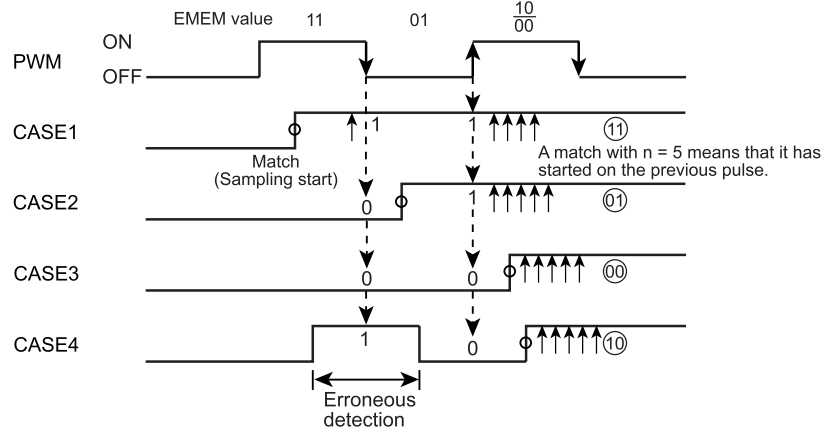 EMEM value 11 01 10
00
ON
PWM
OFF
CASE1 1 1 11
Match
(Sampling start)
A match with n = 5 means that it has
started on the previous pulse.
CASE2 0 1 01
CASE3 0 0 00
CASE4 1 0 10
Erroneous
detection